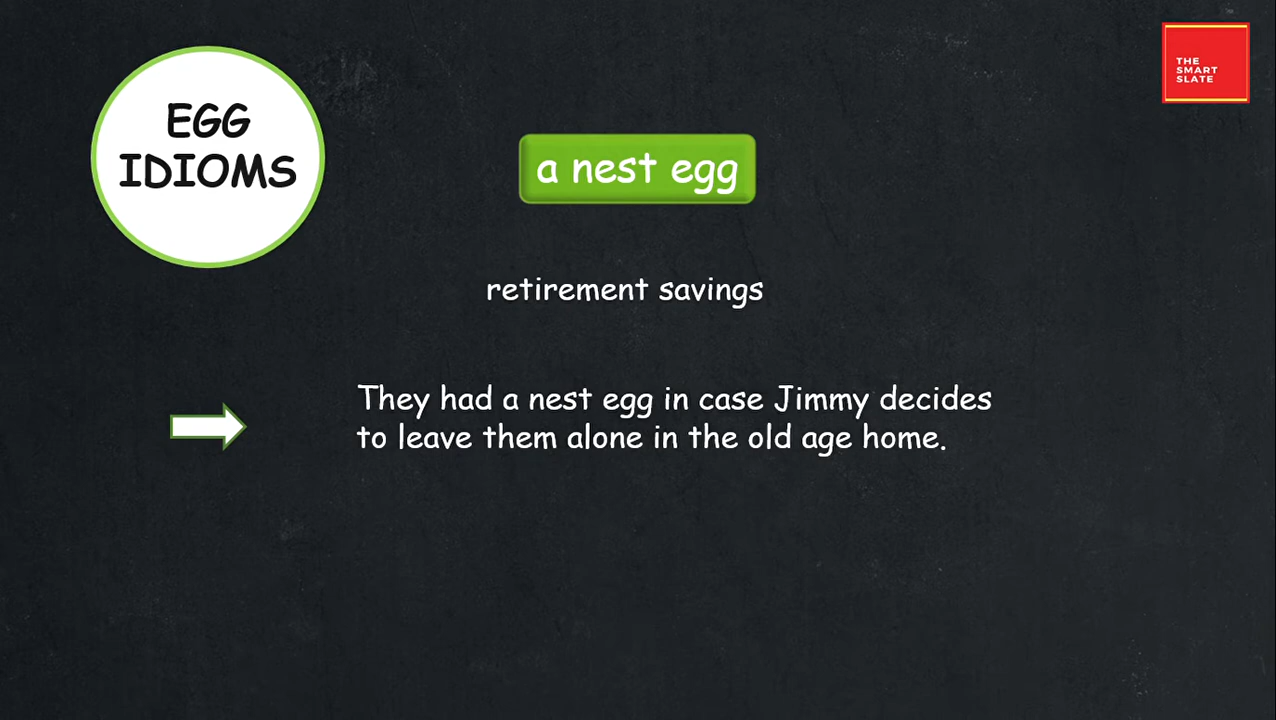 EGG
IDIOMS
THE
SMART
SLATE
a nest egg
retirement savings
They had a nest egg in case Jimmy decides
to leave them alone in the old age home.